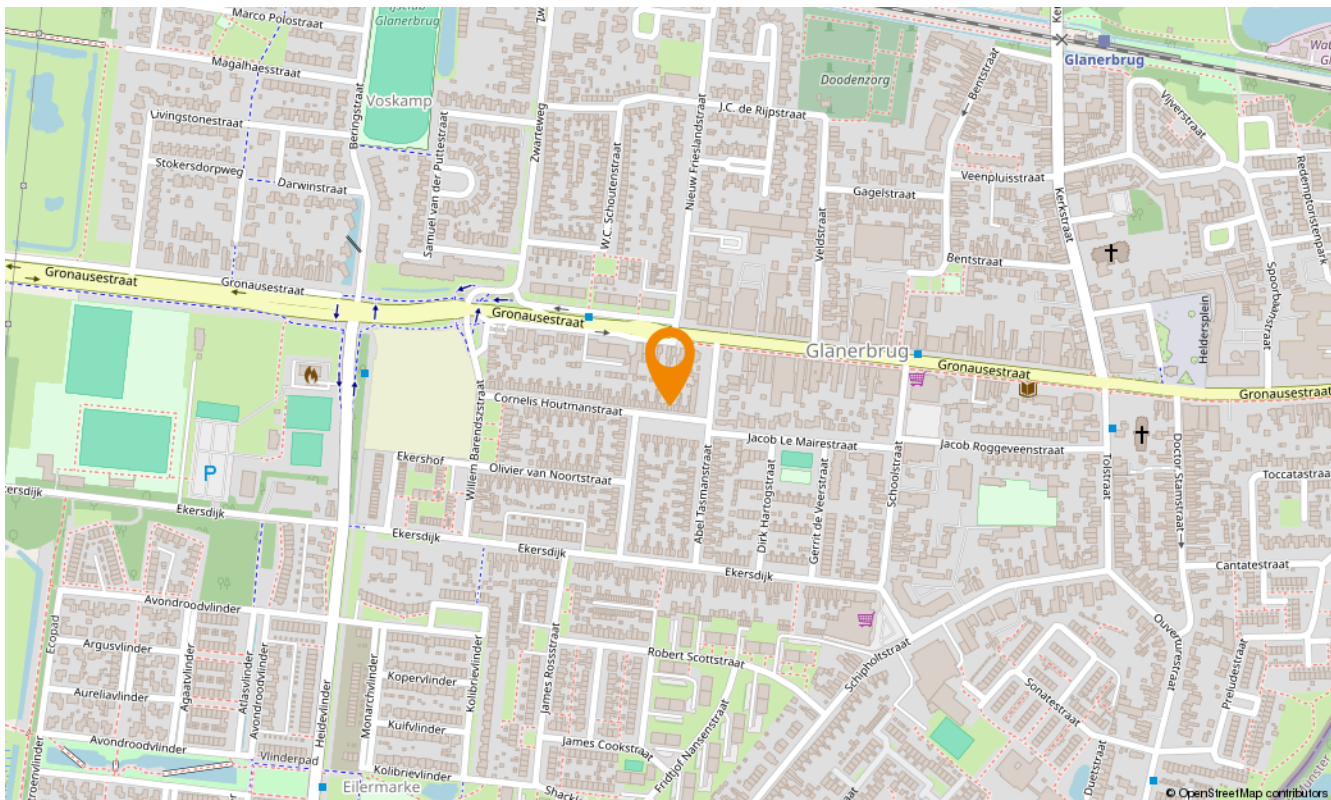 Marco Polostraat
Glanerbrug
Magalhaesstraat
Voskamp
Livingstonestraat
Stokersdorpweg
Darwinstraat
Beringstraat
Samuel van der Puttestraat
Zwarteweg
W.C. Schoutenstraat
Nieuw Frieslandstraat
J.C. de Rijpstraat
Doodenzorg
Bentstraat
Glanerbrug
Vijverstraat
Veenpluisstraat
Gagelstraat
Veldstraat
Kerkstraat
Bentstraat
Redemptoristenpark
Spoorbaanstraat
Heldersplein
Gronausestraat
Gronausestraat
Gronausestraat
Glanerbrug
Gronausestraat
Gronausestraat
Cornelis Houtmanstraat
Willem Barendszstraat
Jacob Le Mairestraat
Jacob Roggeveenstraat
P
Ekershof
Olivier van Noortstraat
Abel Tasmanstraat
Dirk Hartogstraat
Gerrit de Veerstraat
Schoolstraat
Tolstraat
Doctor Stamstraat
Toccatastraat
Ekersdijk
Ekersdijk
Ekersdijk
Ekersdijk
Cantatestraat
Ecopad
Avondroodvlinder
Argusvlinder
Aureliavlinder
Agaatvlinder
Atlasvlinder
Avondroodvlinder
Heidevlinder
Monarchvlinder
Kopervlinder
Kuifvlinder
Kolibrievlinder
James Rossstraat
Robert Scottstraat
Schipholtstraat
Ouverturestraat
Preludestraat
Sonatestraat
Avondroodvlinder
Vlinderpad
Kolibrievlinder
Eilermarke
James Cookstraat
Fridtjof Nansenstraat
Duetstraat
© OpenStreetMap contributors